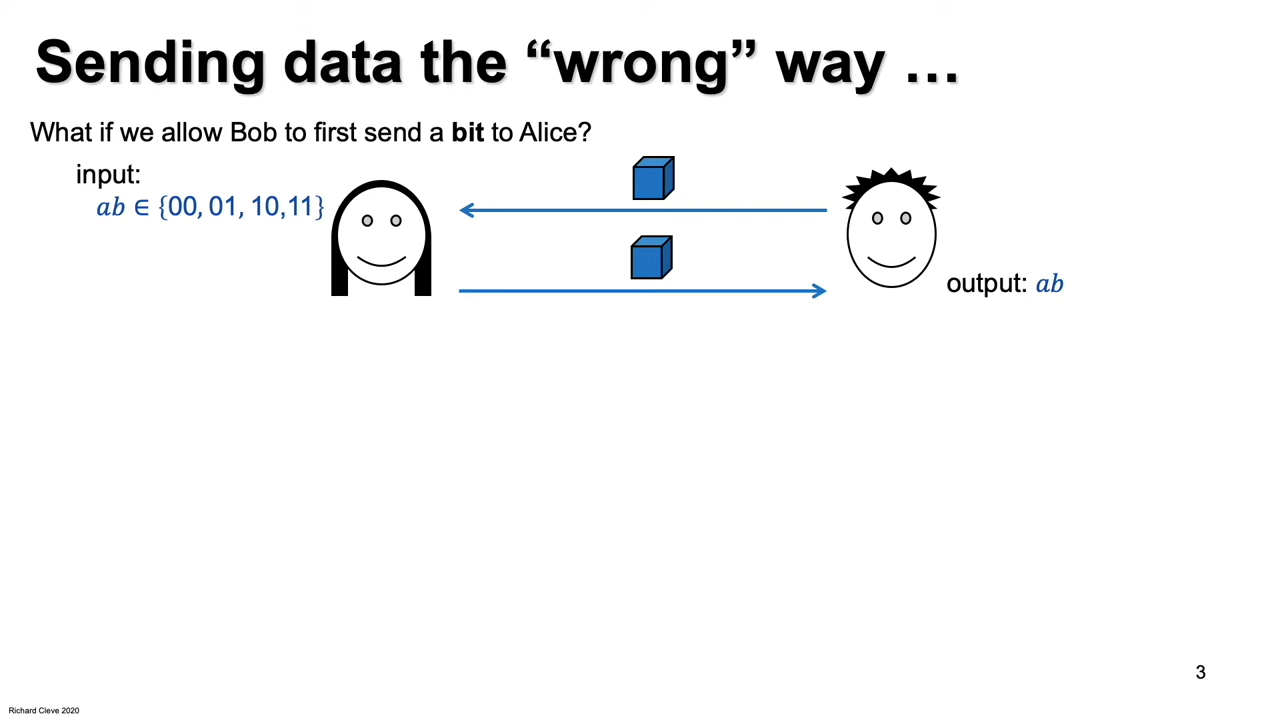 Sending data the “wrong” way …
What if we allow Bob to first send a bit to Alice?
input:
ab ∈ {00, 01, 10,11}
output: ab
3
Richard Cleve 2020